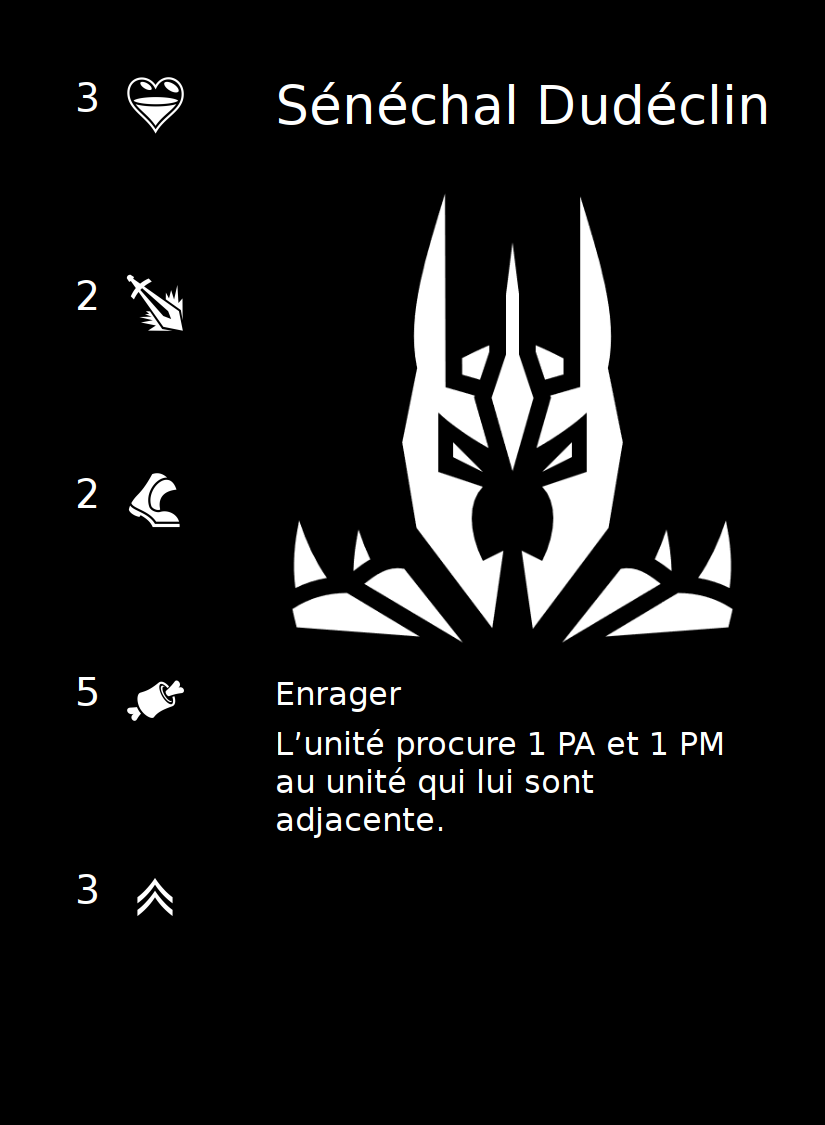 3
Sénéchal Dudéclin
2
2
5
Enrager
L’unité procure 1 PA et 1 PM
au unité qui lui sont
adjacente.
3